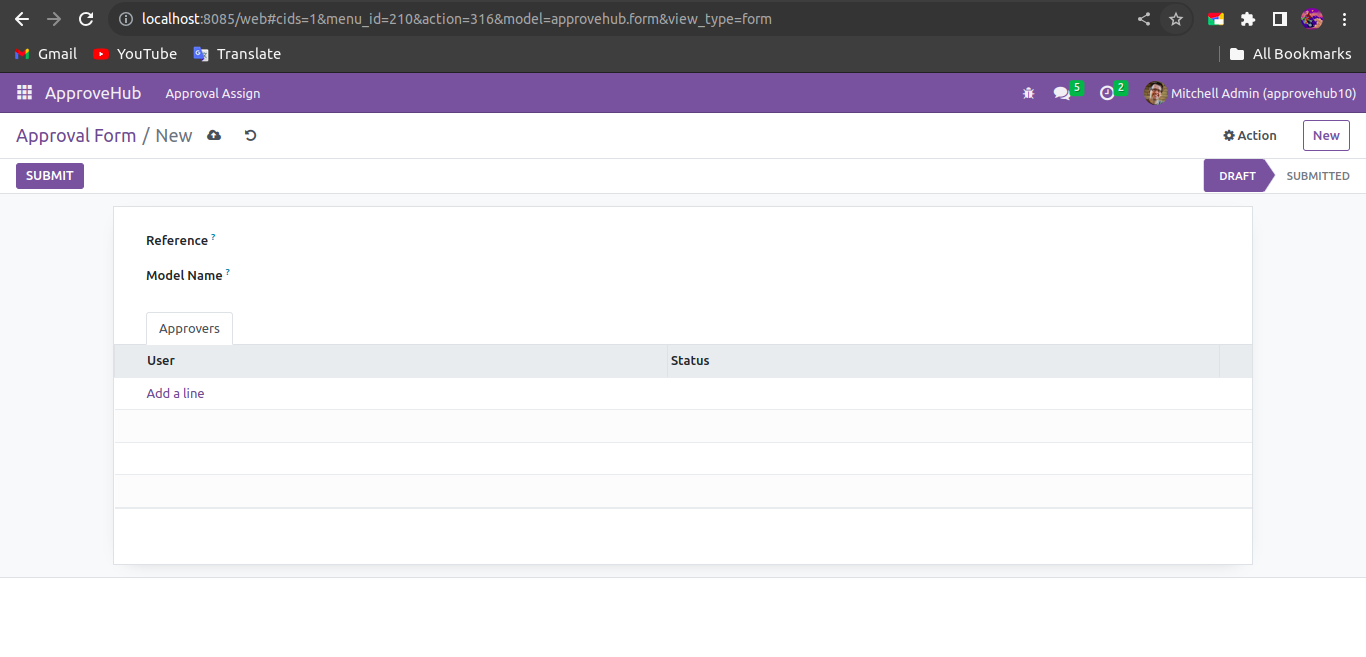 localhost:8085/web#cids=1&menu_id=210&action=316&model=approvehub.form&view_type=form
Gmail YouTube Translate All Bookmarks
ApproveHub Approval Assign 5 2 Mitchell Admin (approvehub10)
Approval Form / New Action New
SUBMIT DRAFT SUBMITTED
Reference ?
Model Name ?
Approvers
User Status
Add a line